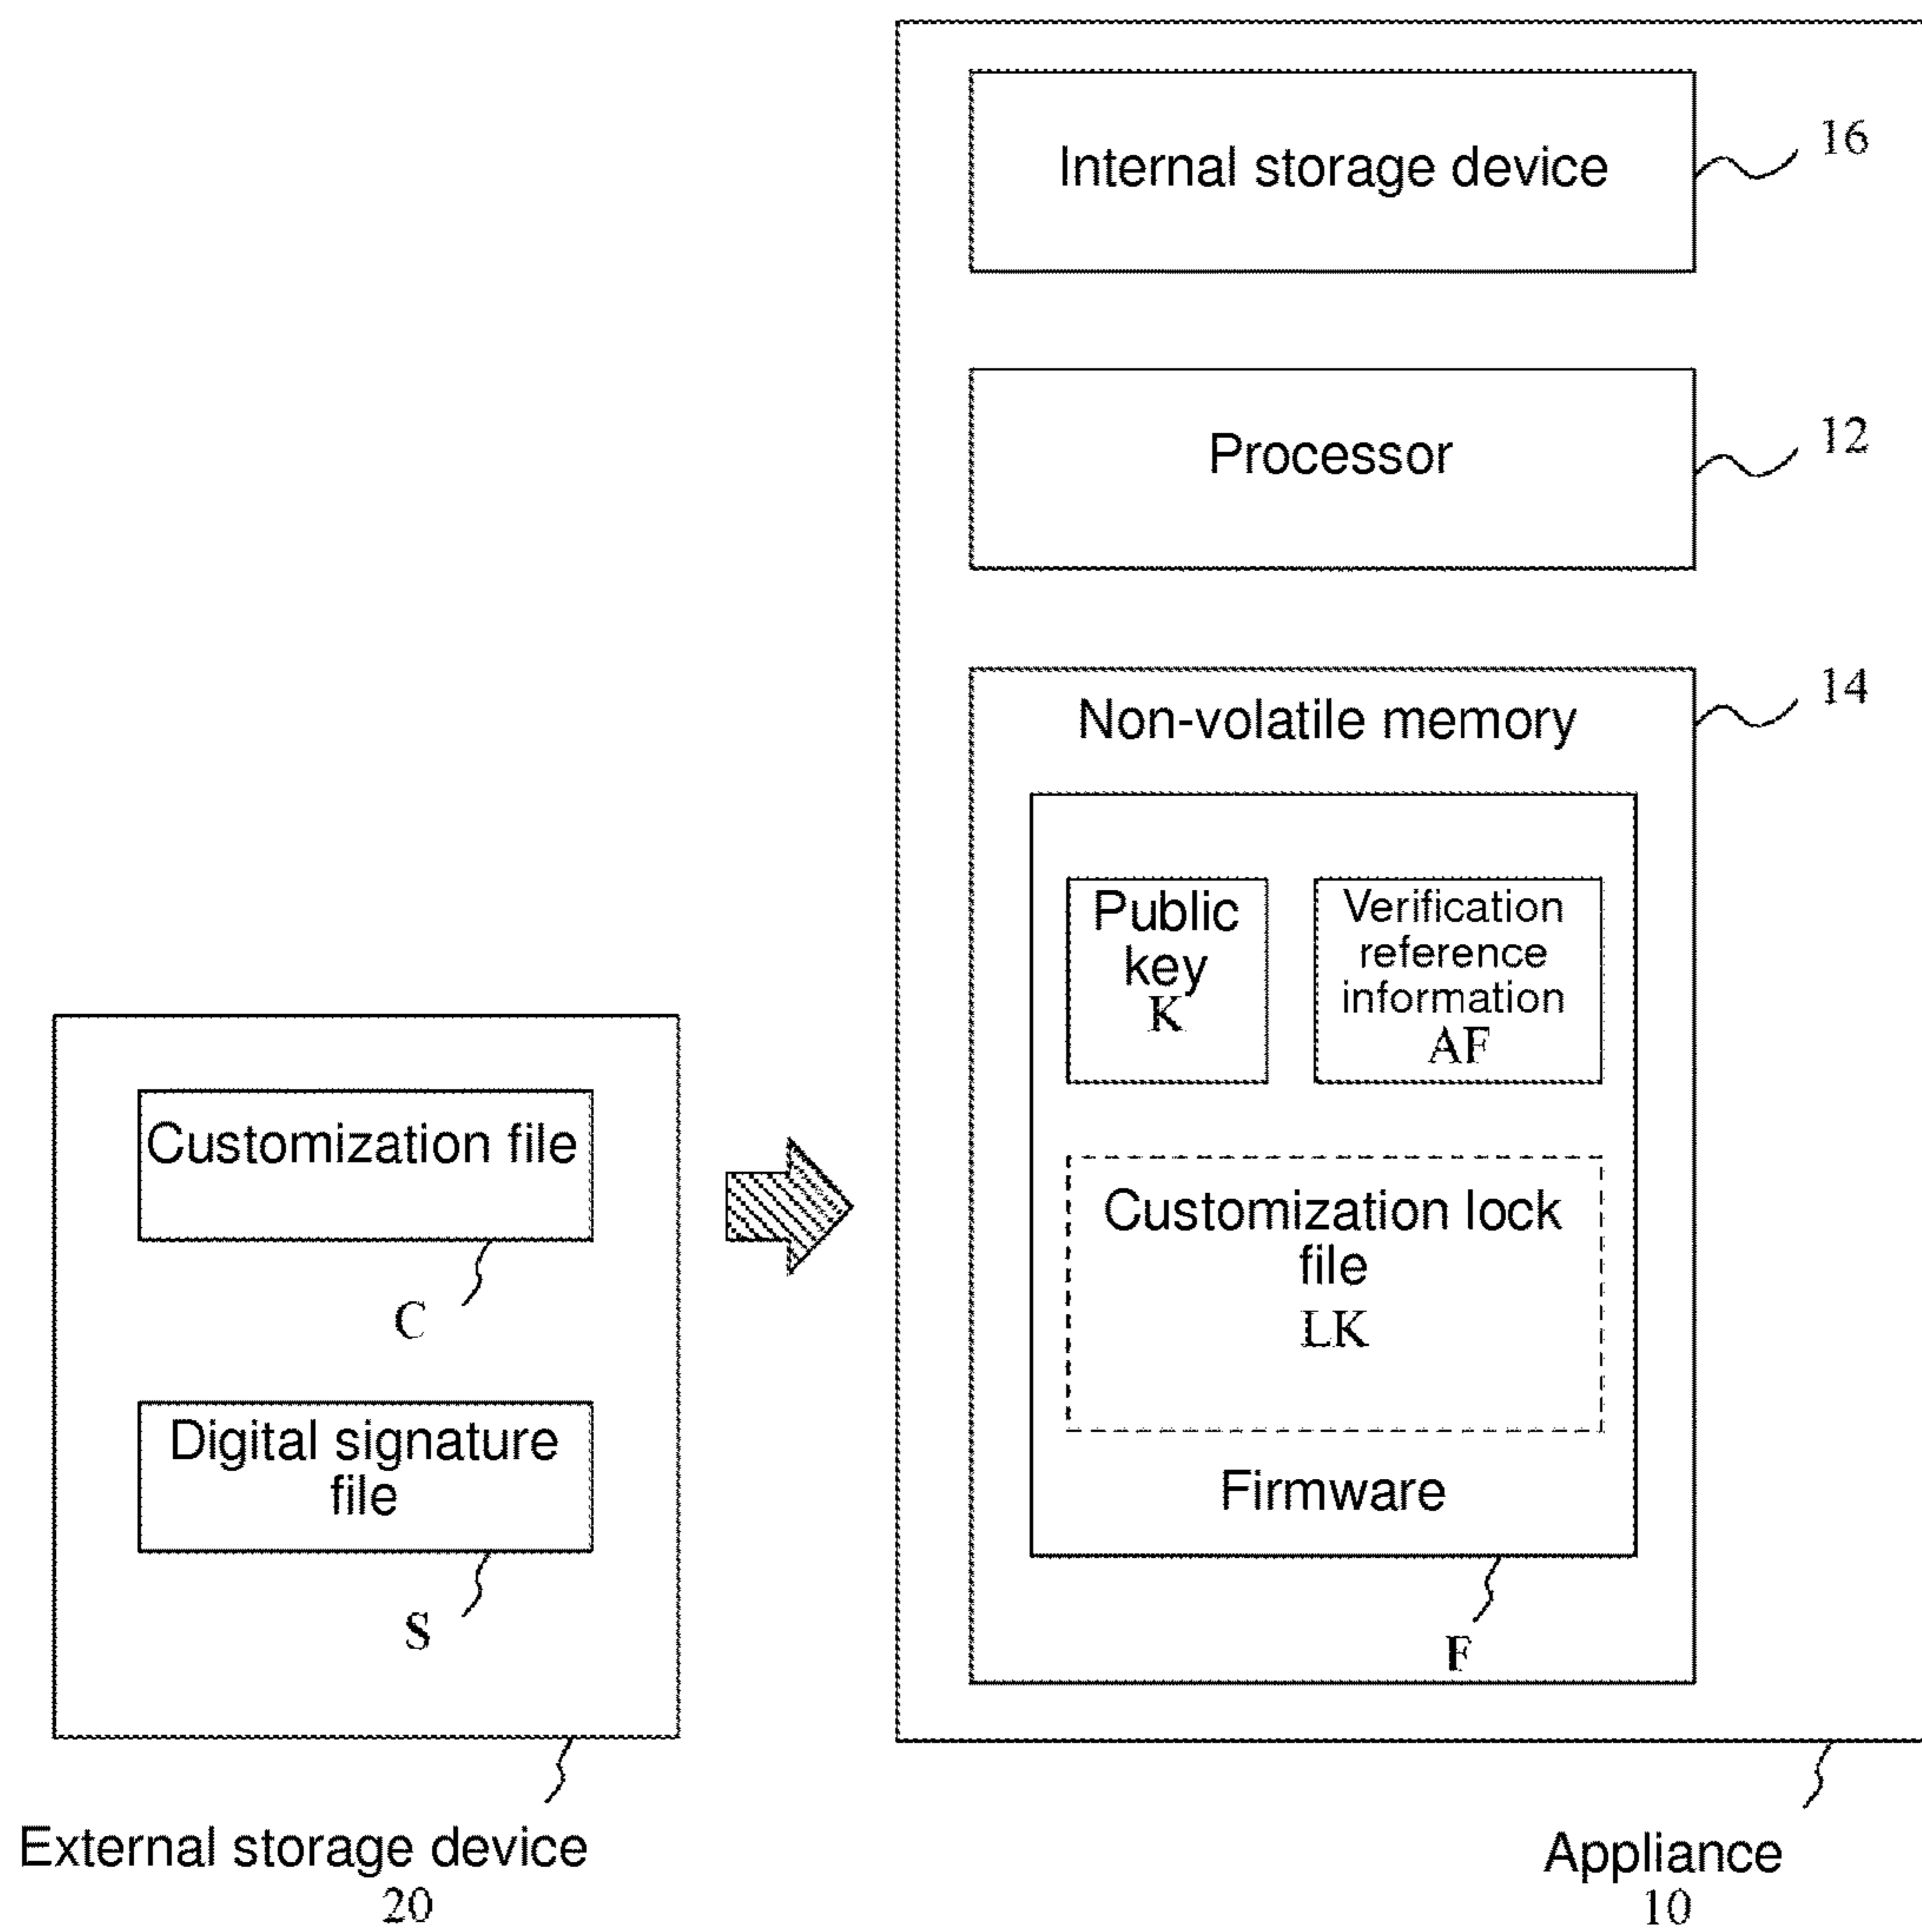 Internal storage device
16
Processor
12
Non-volatile memory
14
Public
key
K
Verification
reference
information
AF
Customization lock
file
LK
Firmware
F
Customization file
C
Digital signature
file
S
External storage device
20
Appliance
10